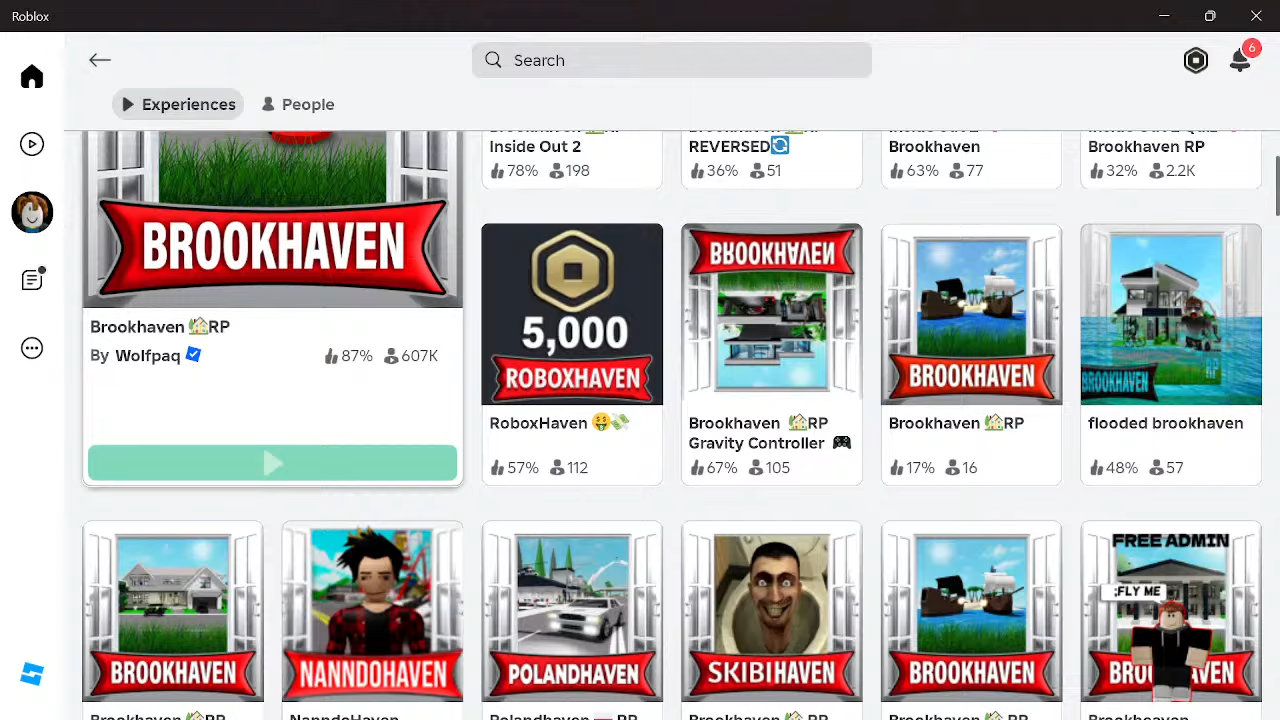 Roblox
Search
6
Experiences
People
Inside Out 2
78% 198
REVERSED
36% 51
Brookhaven
63% 77
Brookhaven RP
32% 2.2K
BROOKHAVEN
Brookhaven 🏡RP
By Wolfpaq
87% 607K
5,000
ROBOXHAVEN
RoboxHaven 🤑💸
57% 112
BROOKHAVEN
Brookhaven 🏡RP
Gravity Controller 🎮
67% 105
BROOKHAVEN
Brookhaven 🏡RP
17% 16
BROOKHAVEN
RP
flooded brookhaven
48% 57
BROOKHAVEN
NANNDOHAVEN
POLANDHAVEN
SKIBIHAVEN
BROOKHAVEN
FREE ADMIN
;FLY ME